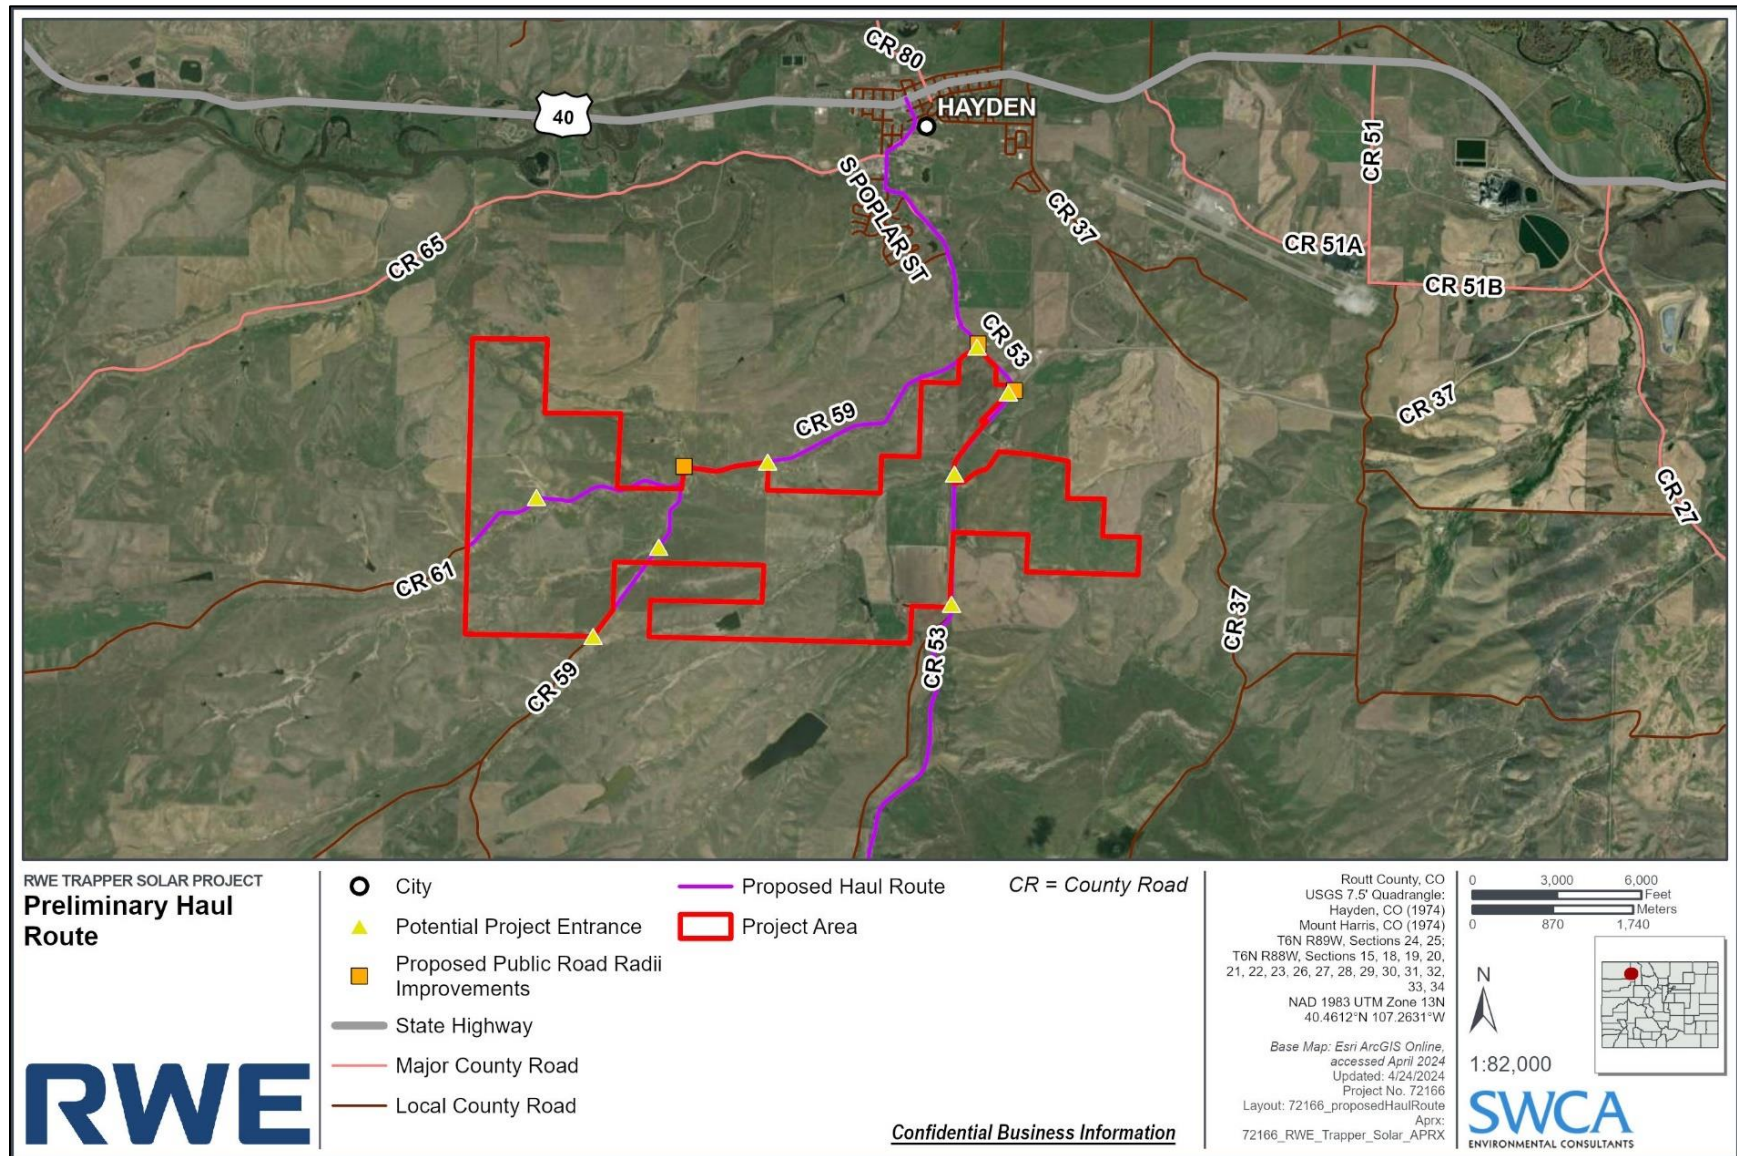 CR 80
40
HAYDEN
S POPLAR ST
CR 51
CR 37
CR 51A
CR 51B
CR 65
CR 53
CR 59
CR 37
CR 27
CR 61
CR 37
CR 59
CR 53
RWE TRAPPER SOLAR PROJECT
Preliminary Haul
Route
RWE
City
Potential Project Entrance
Proposed Public Road Radii
Improvements
State Highway
Major County Road
Local County Road
Proposed Haul Route
Project Area
CR = County Road
Confidential Business Information
Routt County, CO
USGS 7.5' Quadrangle:
Hayden, CO (1974)
Mount Harris, CO (1974)
T6N R89W, Sections 24, 25;
T6N R88W, Sections 15, 18, 19, 20,
21, 22, 23, 26, 27, 28, 29, 30, 31, 32,
33, 34
NAD 1983 UTM Zone 13N
40.4612°N 107.2631°W
Base Map: Esri ArcGIS Online,
accessed April 2024
Updated: 4/24/2024
Project No. 72166
Layout: 72166_proposedHaulRoute
Aprx:
72166_RWE_Trapper_Solar_APRX
0 3,000 6,000
Feet
Meters
0 870 1,740
N
1:82,000
SWCA
ENVIRONMENTAL CONSULTANTS